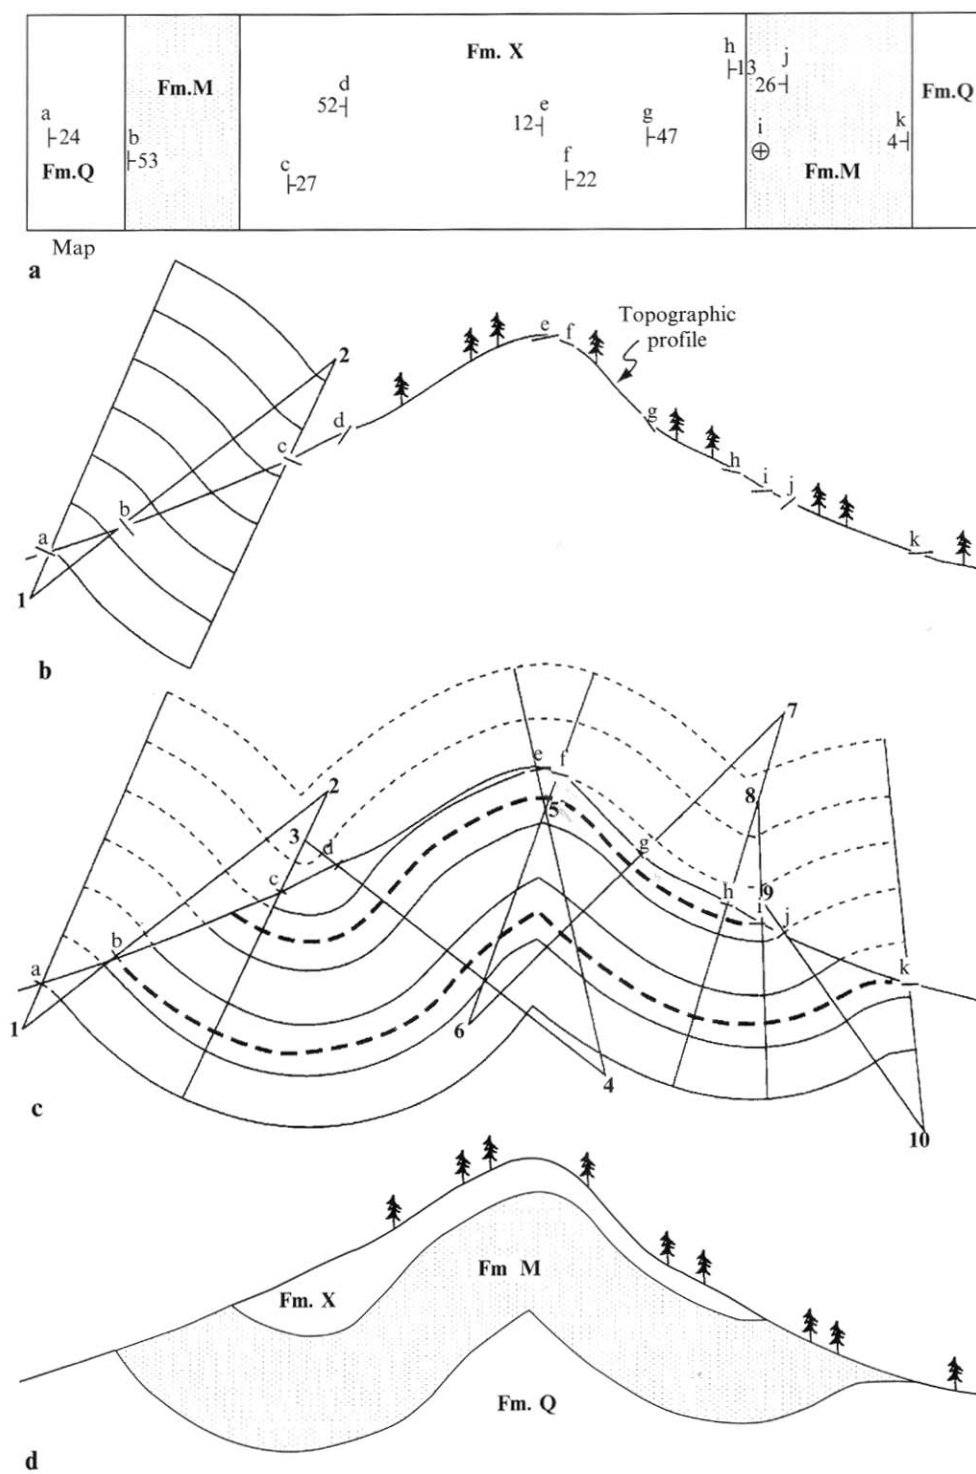 Fm. X
h
13
j
26
Fm.M
d
52
Fm.Q
a
24
e
12
g
47
k
4
b
53
i
f
22
c
27
Fm.Q
Fm.M
Map
a
Topographic
profile
e
f
2
d
g
c
h
i
j
b
a
k
1
b
7
e
f
2
8
5
3
d
g
c
h
9
i
j
b
a
k
1
6
4
c
10
Fm M
Fm. X
Fm. Q
d